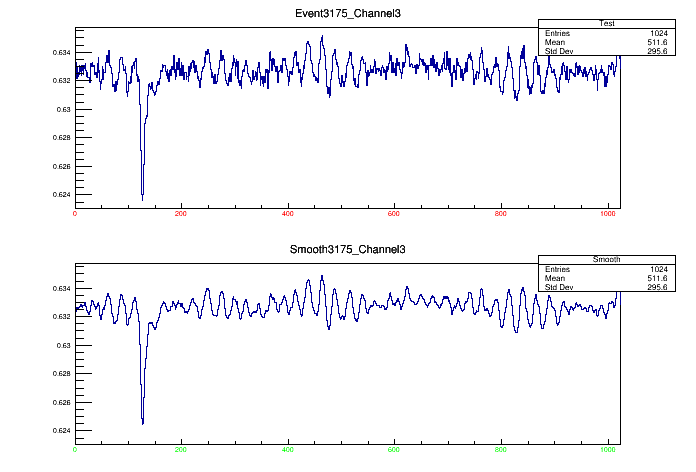 Event3175_Channel3
Test
Entries 1024
Mean 511.6
Std Dev 295.6
0.634
0.632
0.63
0.628
0.626
0.624
0 200 400 600 800 1000
Smooth3175_Channel3
Smooth
Entries 1024
Mean 511.6
Std Dev 295.6
0.634
0.632
0.63
0.628
0.626
0.624
0 200 400 600 800 1000